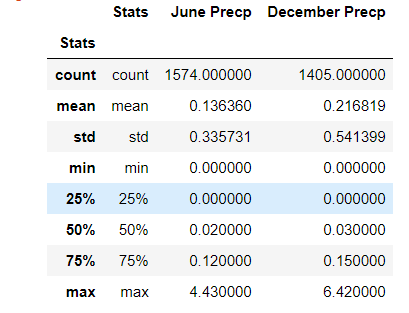 Stats June Precp December Precp
Stats
count count 1574.000000 1405.000000
mean mean 0.136360 0.216819
std std 0.335731 0.541399
min min 0.000000 0.000000
25% 25% 0.000000 0.000000
50% 50% 0.020000 0.030000
75% 75% 0.120000 0.150000
max max 4.430000 6.420000